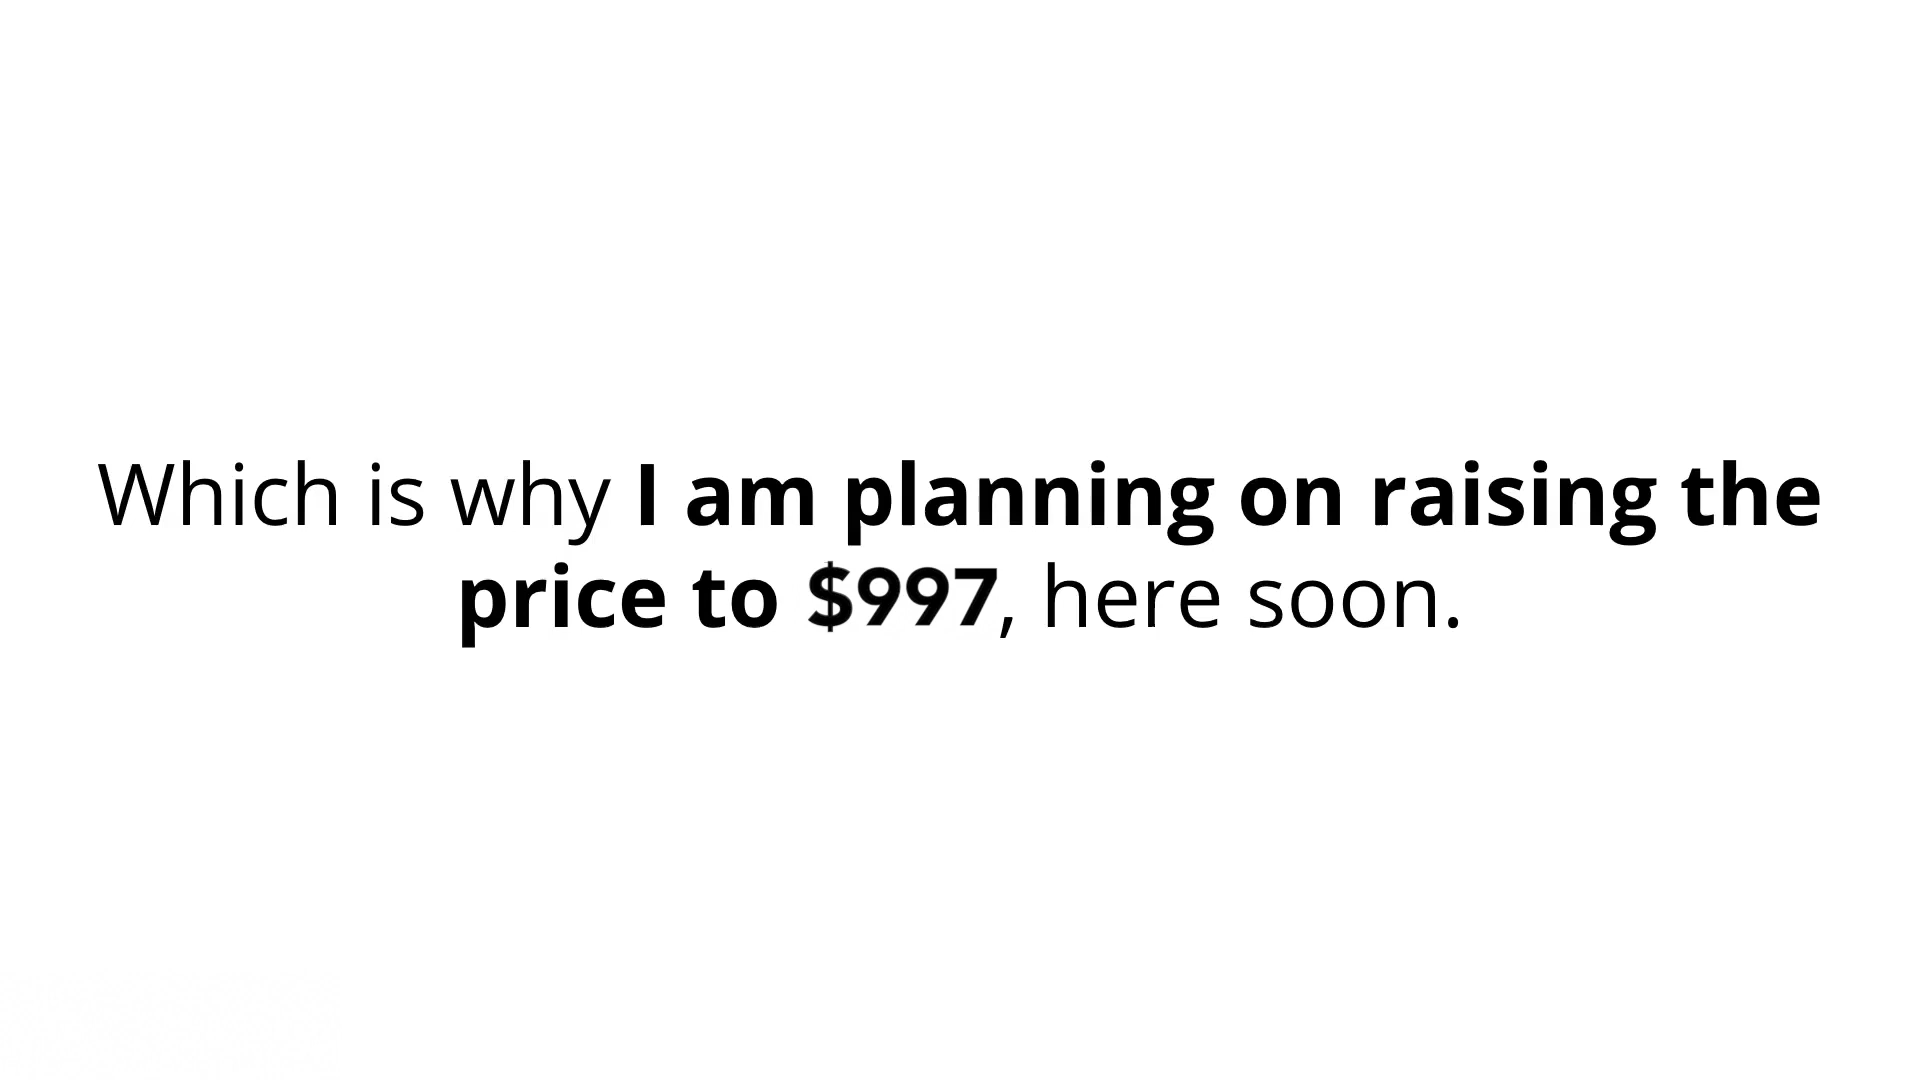 Which is why I am planning on raising the
price to $997, here soon.